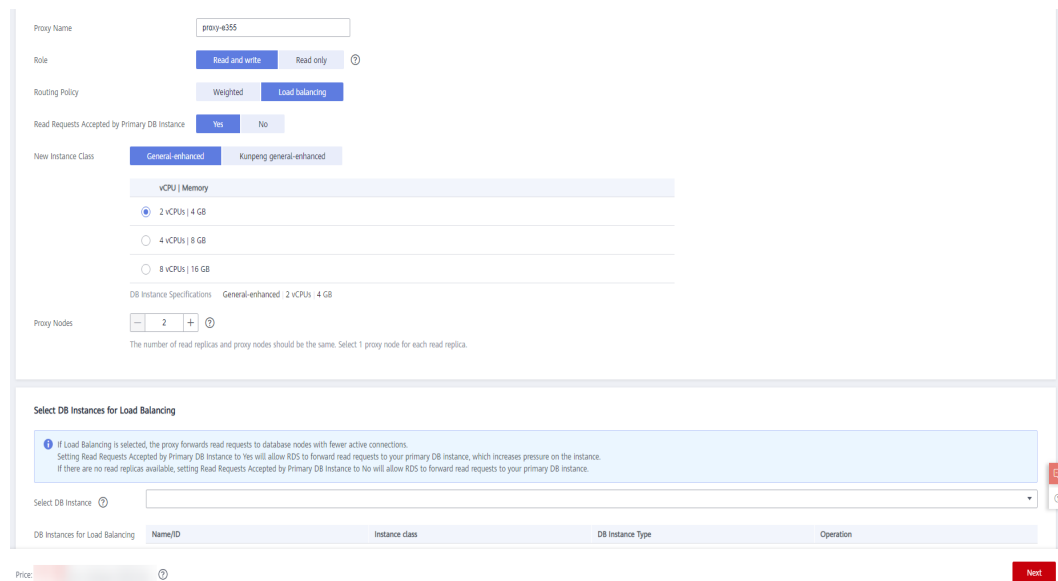 Proxy Name proxy-e355
Role Read and write Read only
Routing Policy Weighted Load balancing
Read Requests Accepted by Primary DB Instance Yes No
New Instance Class General-enhanced Kunpeng general-enhanced
vCPU | Memory
2 vCPUs | 4 GB
4 vCPUs | 8 GB
8 vCPUs | 16 GB
DB Instance Specifications General-enhanced | 2 vCPUs | 4 GB
Proxy Nodes 2
The number of read replicas and proxy nodes should be the same. Select 1 proxy node for each read replica.
Select DB Instances for Load Balancing
If Load Balancing is selected, the proxy forwards read requests to database nodes with fewer active connections.
Setting Read Requests Accepted by Primary DB Instance to Yes will allow RDS to forward read requests to your primary DB instance, which increases pressure on the instance.
If there are no read replicas available, setting Read Requests Accepted by Primary DB Instance to No will allow RDS to forward read requests to your primary DB instance.
Select DB Instance
DB Instances for Load Balancing Name/ID Instance class DB Instance Type Operation
Price: Next